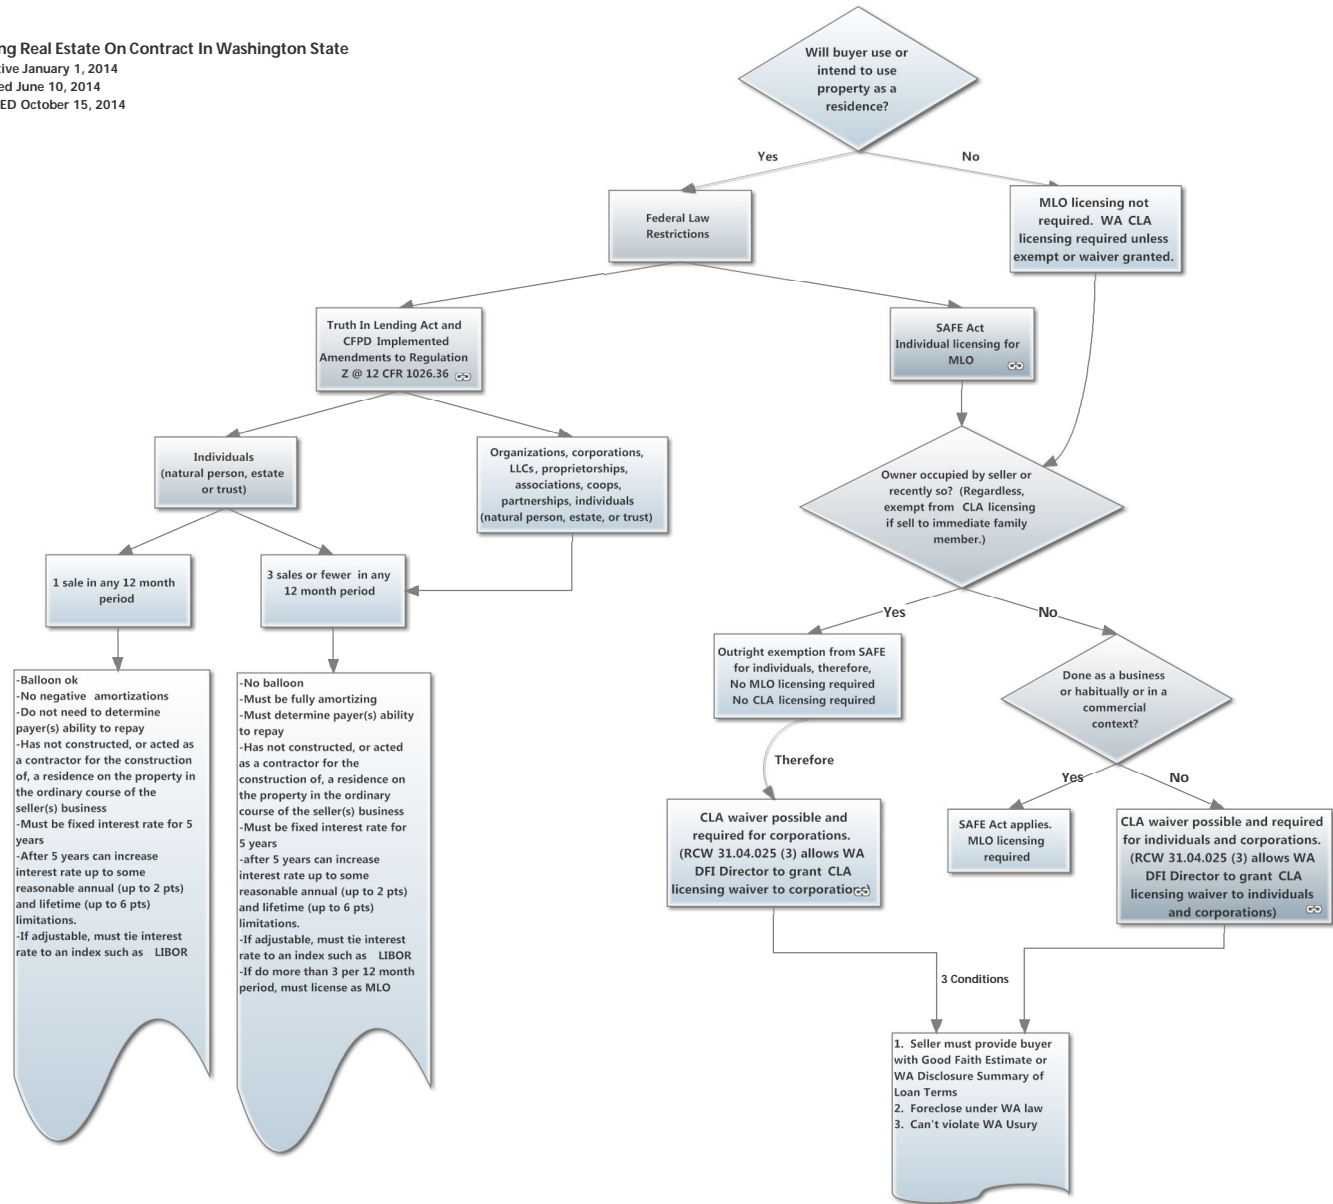 ng Real Estate On Contract In Washington State
tive January 1, 2014
ed June 10, 2014
ED October 15, 2014
Will buyer use or
intend to use
property as a
residence?
Yes
No
Federal Law
Restrictions
MLO licensing not
required. WA CLA
licensing required unless
exempt or waiver granted.
Truth In Lending Act and
CFPD Implemented
Amendments to Regulation
Z @ 12 CFR 1026.36
SAFE Act
Individual licensing for
MLO
Individuals
(natural person, estate
or trust)
Organizations, corporations,
LLCs, proprietorships,
associations, coops,
partnerships, individuals
(natural person, estate, or trust)
Owner occupied by seller or
recently so? (Regardless,
exempt from CLA licensing
if sell to immediate family
member.)
1 sale in any 12 month
period
3 sales or fewer in any
12 month period
Yes
No
Outright exemption from SAFE
for individuals, therefore,
No MLO licensing required
No CLA licensing required
Done as a business
or habitually or in a
commercial
context?
-Balloon ok
-No negative amortizations
-Do not need to determine
payer(s) ability to repay
-Has not constructed, or acted as
a contractor for the construction
of, a residence on the property in
the ordinary course of the
seller(s) business
-Must be fixed interest rate for 5
years
-After 5 years can increase
interest rate up to some
reasonable annual (up to 2 pts)
and lifetime (up to 6 pts)
limitations.
-If adjustable, must tie interest
rate to an index such as LIBOR
-No balloon
-Must be fully amortizing
-Must determine payer(s) ability
to repay
-Has not constructed, or acted
as a contractor for the
construction of, a residence on
the property in the ordinary
course of the seller(s) business
-Must be fixed interest rate for
5 years
-after 5 years can increase
interest rate up to some
reasonable annual (up to 2 pts)
and lifetime (up to 6 pts)
limitations.
-If adjustable, must tie interest
rate to an index such as LIBOR
-If do more than 3 per 12 month
period, must license as MLO
Therefore
Yes
No
CLA waiver possible and
required for corporations.
(RCW 31.04.025 (3) allows WA
DFI Director to grant CLA
licensing waiver to corporations)
SAFE Act applies.
MLO licensing
required
CLA waiver possible and required
for individuals and corporations.
(RCW 31.04.025 (3) allows WA
DFI Director to grant CLA
licensing waiver to individuals
and corporations)
3 Conditions
1. Seller must provide buyer
with Good Faith Estimate or
WA Disclosure Summary of
Loan Terms
2. Foreclose under WA law
3. Can't violate WA Usury